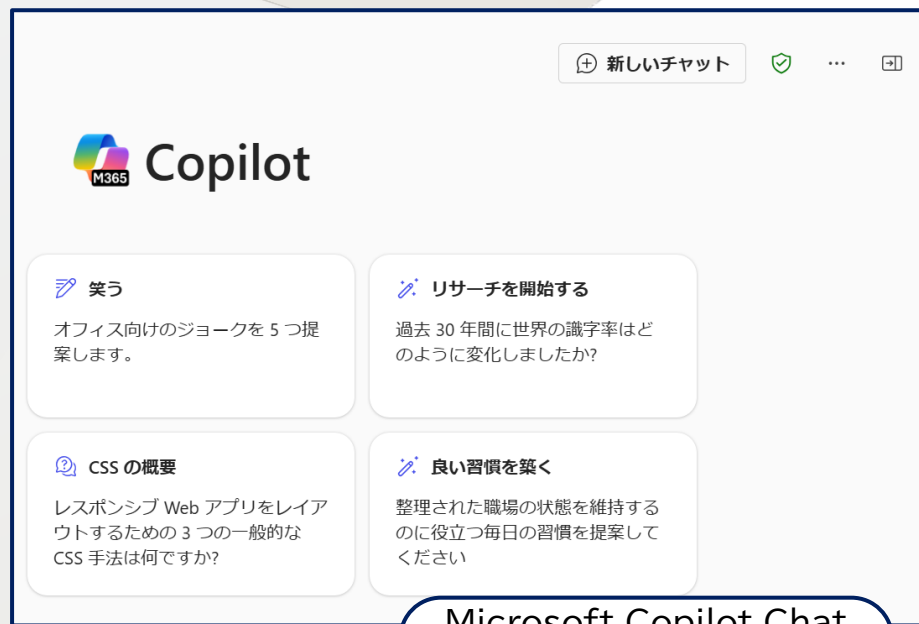 新しいチャット
M365
Copilot
笑う
オフィス向けのジョークを 5 つ提
案します。
リサーチを開始する
過去 30 年間に世界の識字率はど
のように変化しましたか?
CSS の概要
レスポンシブ Web アプリをレイア
ウトするための 3 つの一般的な
CSS 手法は何ですか?
良い習慣を築く
整理された職場の状態を維持する
のに役立つ毎日の習慣を提案して
ください
Microsoft Copilot Chat